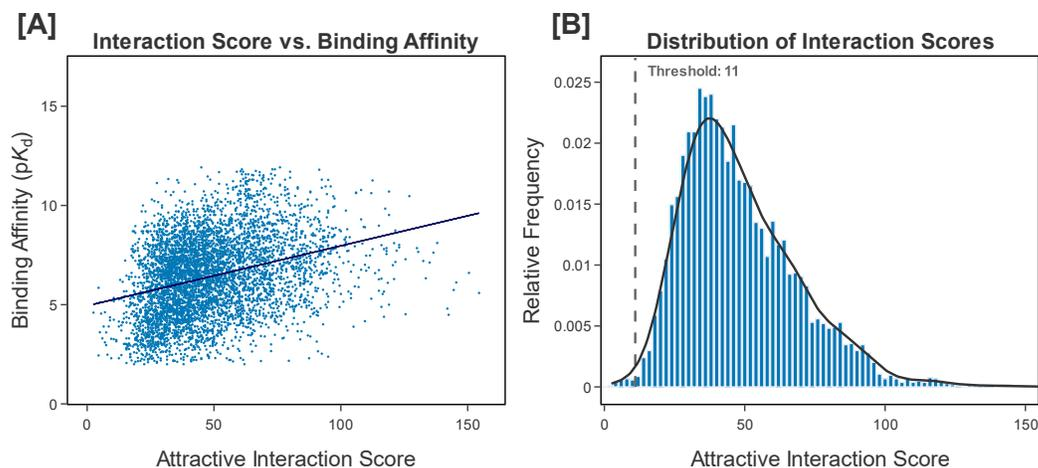 [A]
Interaction Score vs. Binding Affinity
Binding Affinity (pKd)
15
10
5
0
0 50 100 150
Attractive Interaction Score
[B]
Distribution of Interaction Scores
Threshold: 11
Relative Frequency
0.025
0.02
0.015
0.01
0.005
0
0 50 100 150
Attractive Interaction Score